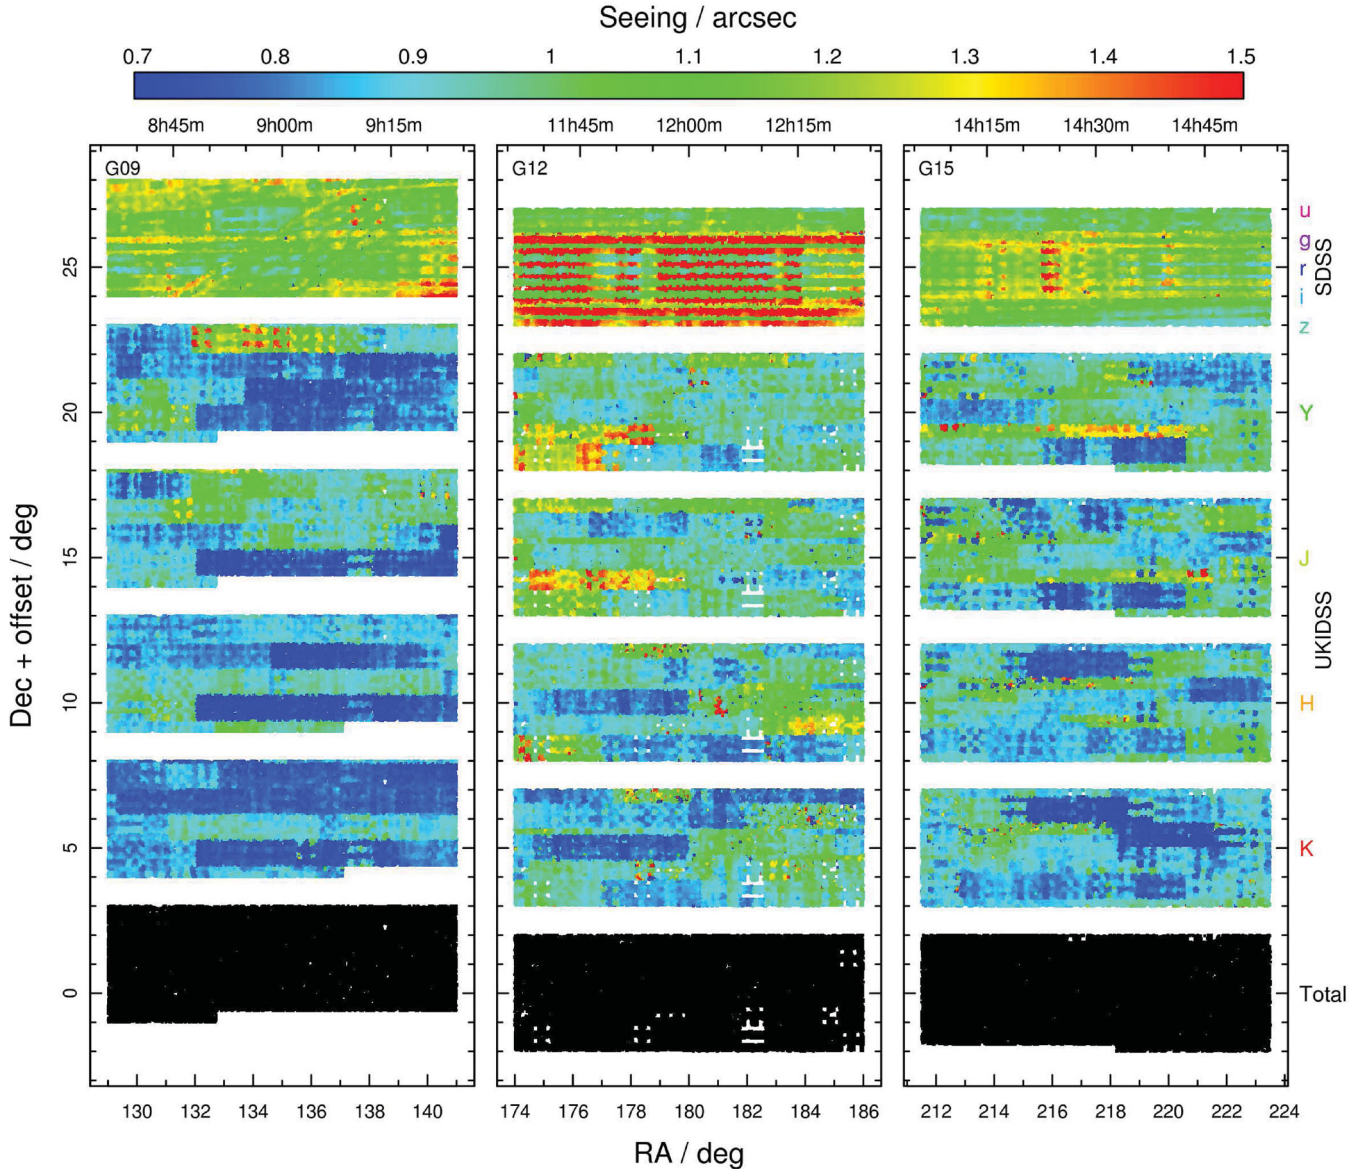 Seeing / arcsec
0.7 0.8 0.9 1 1.1 1.2 1.3 1.4 1.5
8h45m 9h00m 9h15m 11h45m 12h00m 12h15m 14h15m 14h30m 14h45m
G09 G12 G15
u
g
r
i
z
SDSS
25
20
15
10
5
0
Dec + offset / deg
Y
J
H
K
UKIDSS
Total
130 132 134 136 138 140 174 176 178 180 182 184 186 212 214 216 218 220 222 224
RA / deg